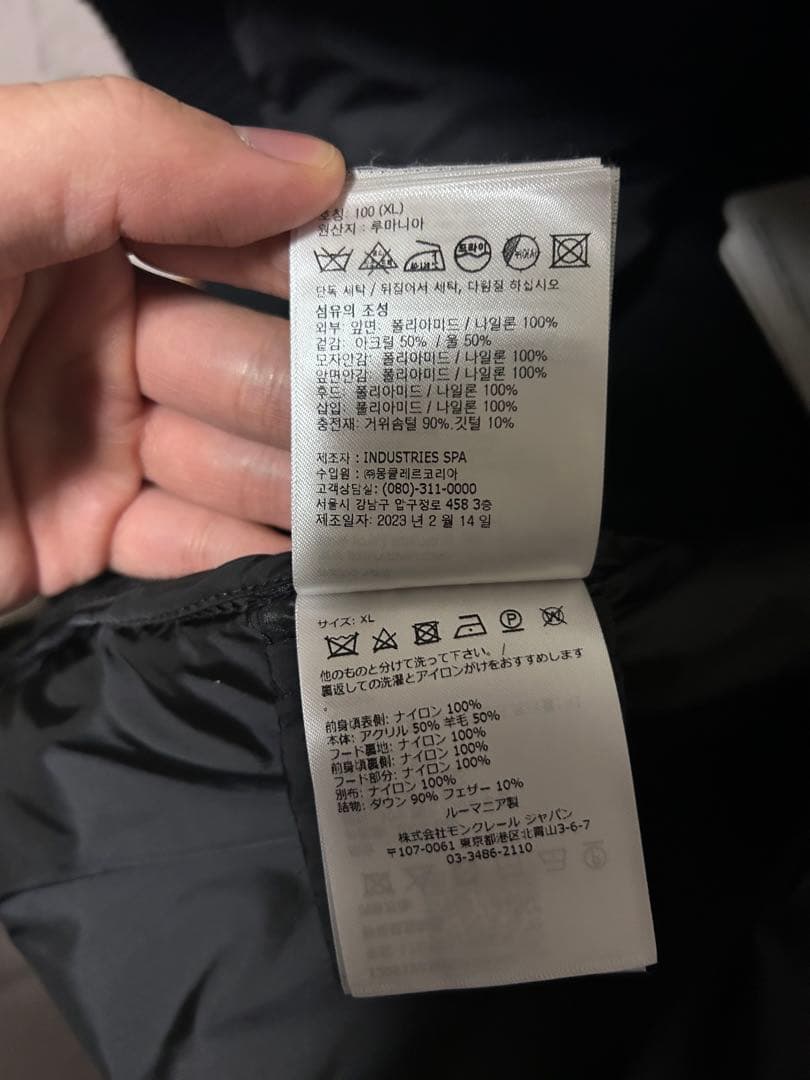 호칭 100 (XL)
원산지 : 루마니아
드라이
단독 세탁 / 뒤집어서 세탁, 다림질 하십시오
섬유의 조성
외부 앞면: 폴리아미드 / 나일론 100%
겉감 아크릴 50% / 울 50%
모자안감: 폴리아미드 / 나일론 100%
앞면안감: 폴리아미드 / 나일론 100%
후드: 폴리아미드 / 나일론 100%
삽입: 폴리아미드 / 나일론 100%
충전재: 거위솜털 90%.깃털 10%
제조자 : INDUSTRIES SPA
수입원 : ㈜몽클레르코리아
고객상담실: (080)-311-0000
서울시 강남구 압구정로 458 3층
제조일자: 2023 년 2 월 14 일
サイズ: XL
P
W
他のものと分けて洗って下さい。/
裏返しての洗濯とアイロンがけをおすすめします
。
前身頃表側: ナイロン 100%
本体: アクリル 50% 羊毛 50%
フード裏地: ナイロン 100%
前身頃裏側: ナイロン 100%
フード部分: ナイロン 100%
別布: ナイロン 100%
詰物: ダウン 90% フェザー 10%
ルーマニア製
株式会社モンクレール ジャパン
〒107-0061 東京都港区北青山3-6-7
03-3486-2110